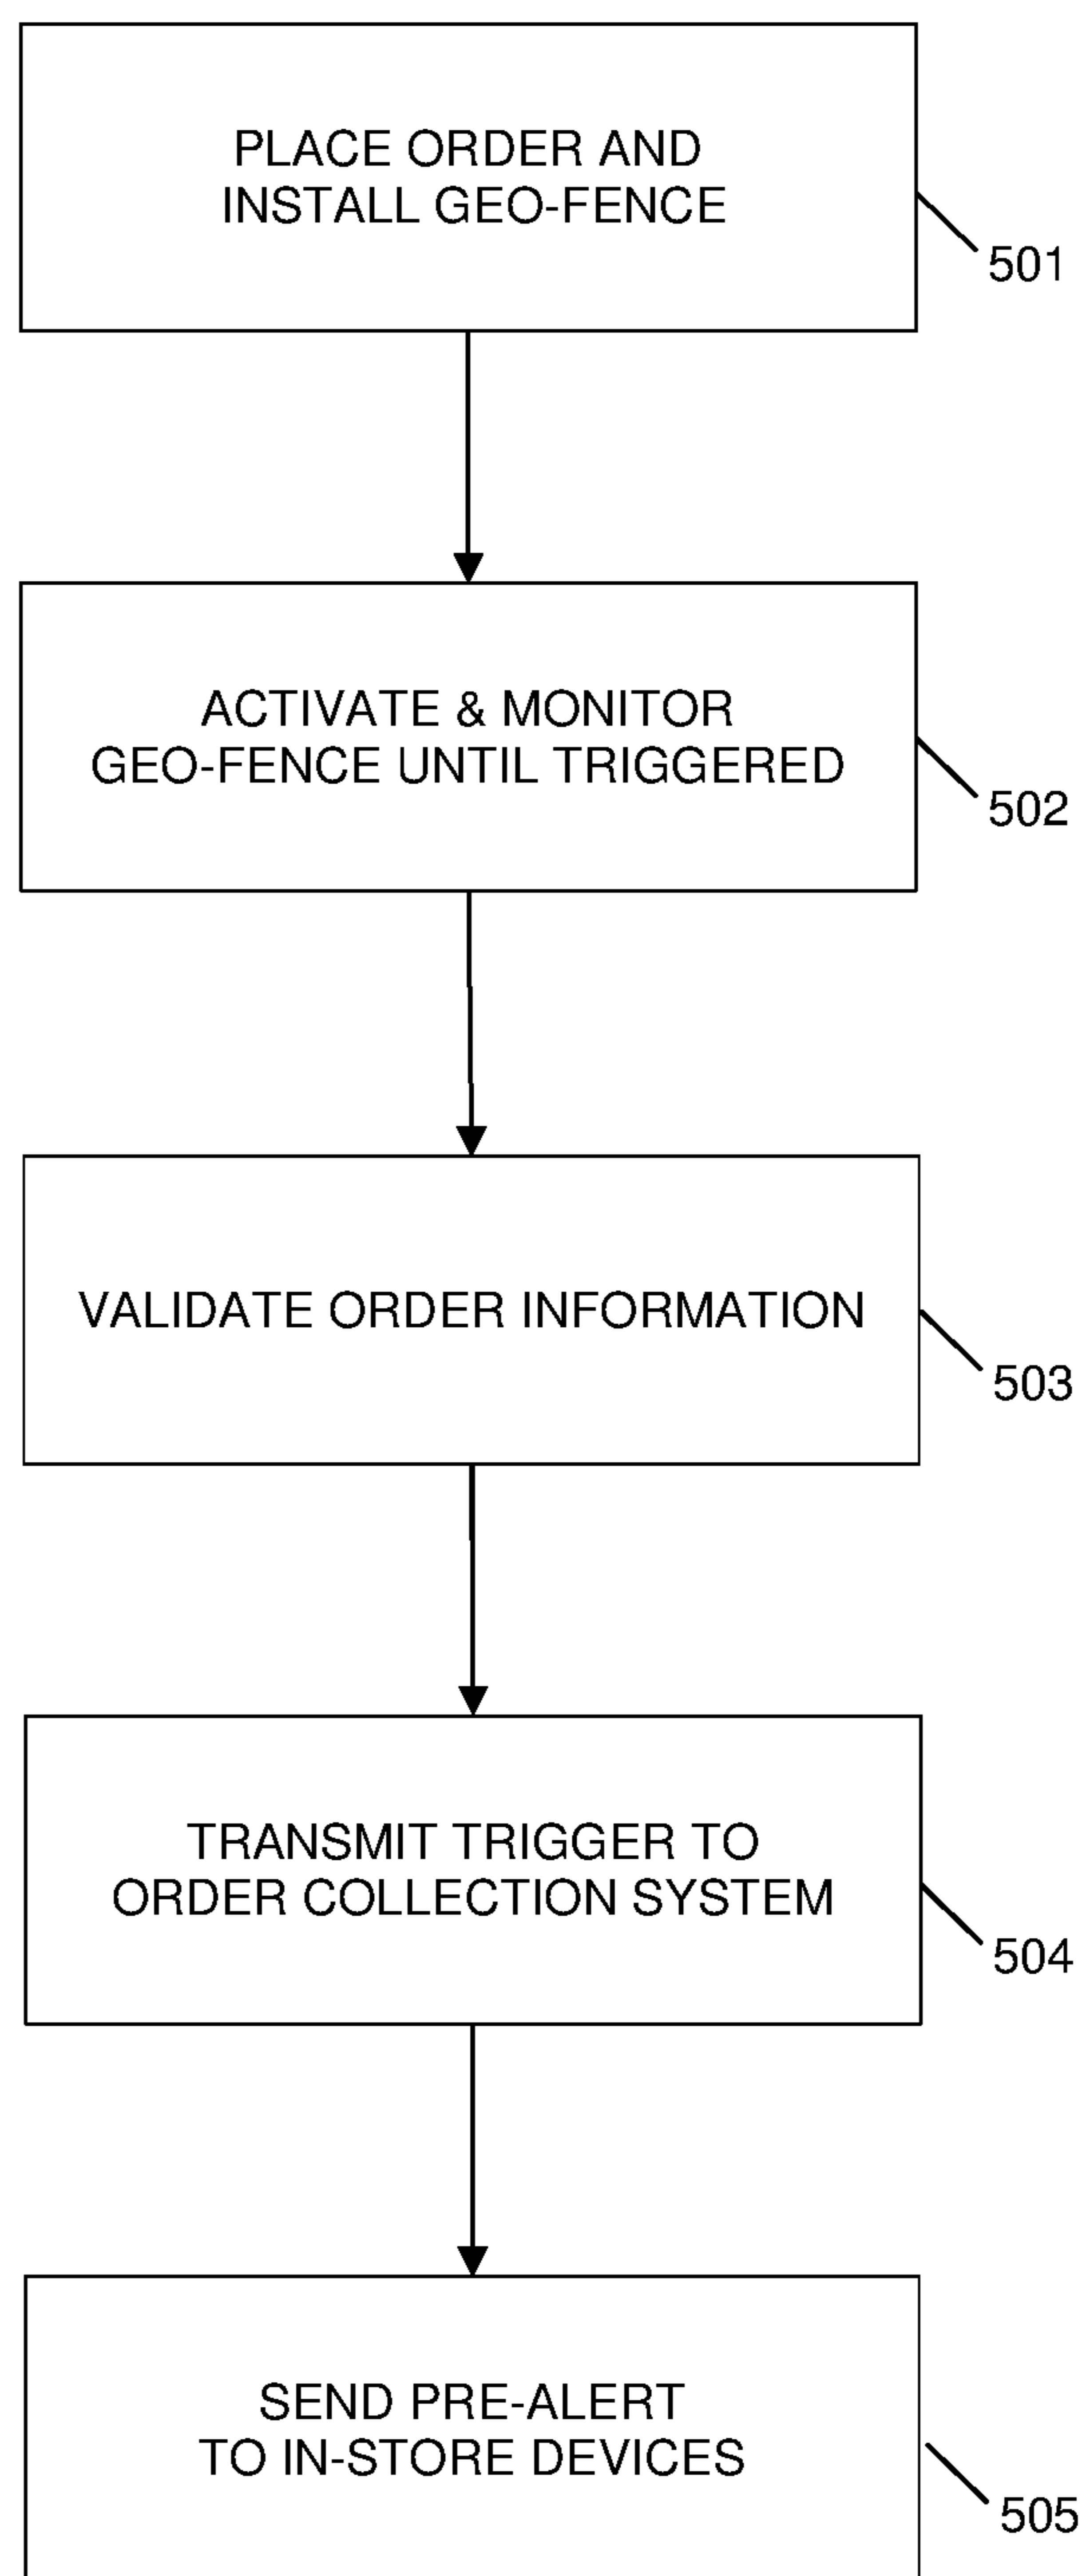 PLACE ORDER AND
INSTALL GEO-FENCE
501
ACTIVATE & MONITOR
GEO-FENCE UNTIL TRIGGERED
502
VALIDATE ORDER INFORMATION
503
TRANSMIT TRIGGER TO
ORDER COLLECTION SYSTEM
504
SEND PRE-ALERT
TO IN-STORE DEVICES
505